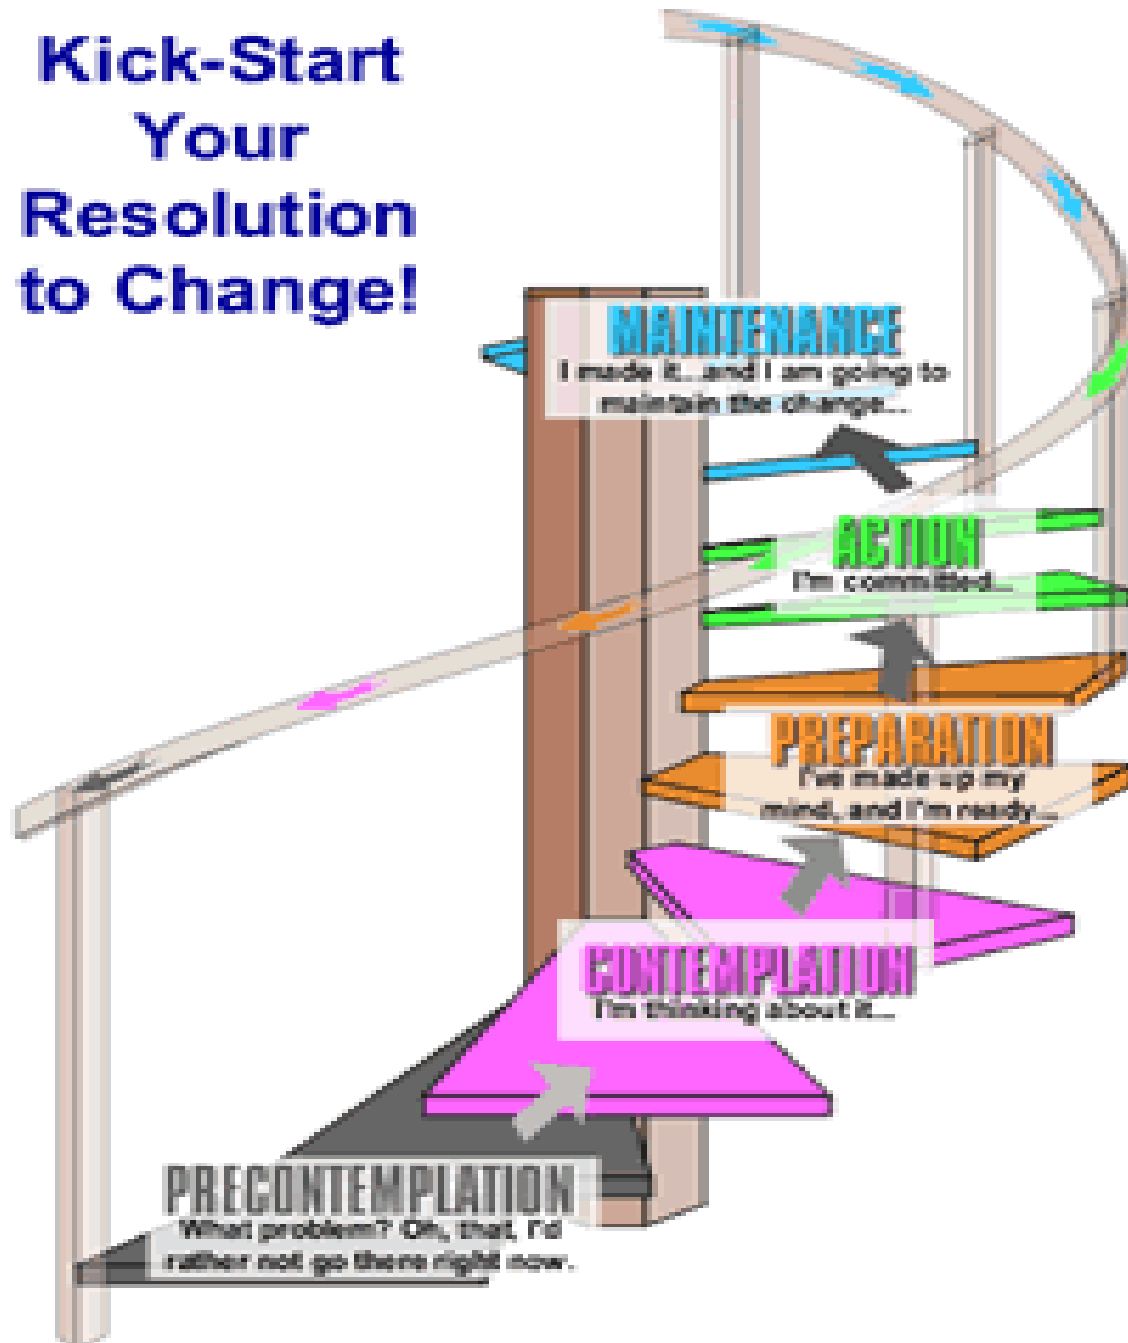 Kick-Start
Your
Resolution
to Change!
MAINTENANCE
I made it...and I am going to
maintain the change...
ACTION
I'm committed...
PREPARATION
I've made up my
mind, and I'm ready...
CONTEMPLATION
I'm thinking about it...
PRECONTEMPLATION
What problem? Oh, that, I'd
rather not go there right now.